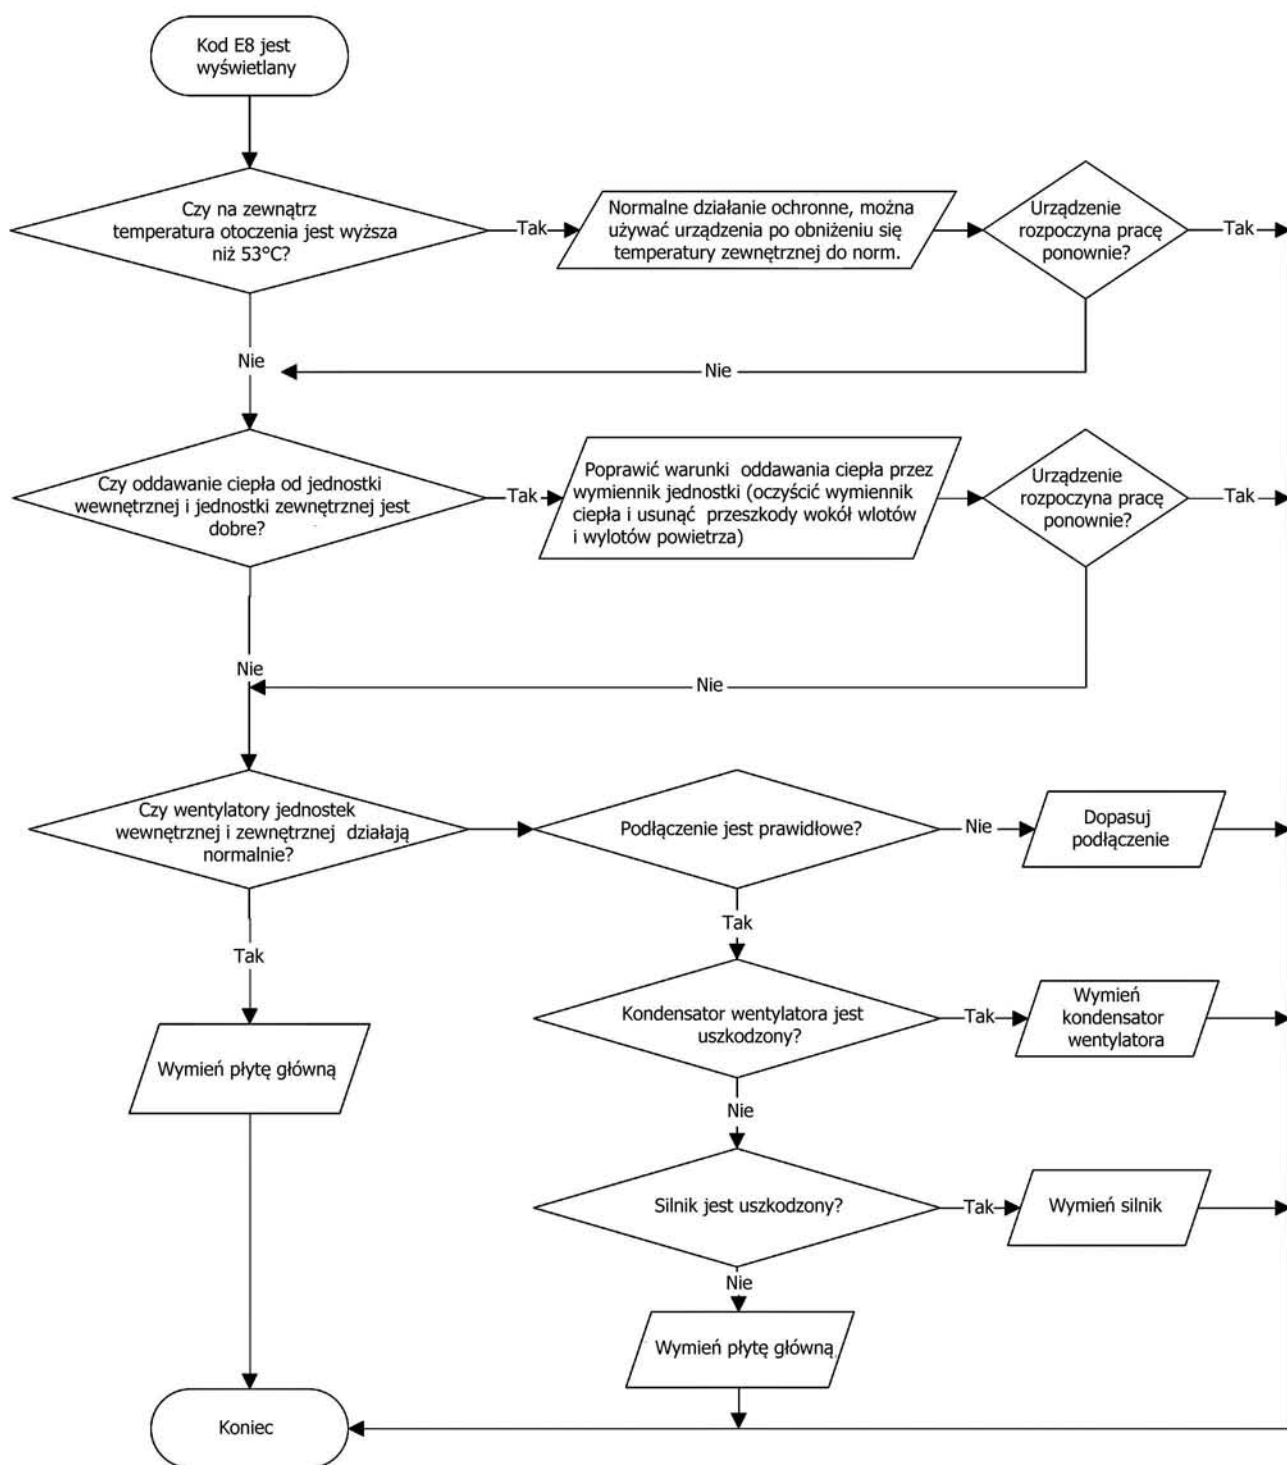 Kod E8 jest
wyświetlany
Czy na zewnątrz
temperatura otoczenia jest wyższa
niż 53°C?
Tak
Normalne działanie ochronne, można
używać urządzenia po obniżeniu się
temperatury zewnętrznej do norm.
Urządzenie
rozpoczyna pracę
ponownie?
Tak
Nie
Nie
Czy oddawanie ciepła od jednostki
wewnętrznej i jednostki zewnętrznej jest
dobre?
Tak
Poprawić warunki oddawania ciepła przez
wymiennik jednostki (oczyścić wymiennik
ciepła i usunąć przeszkody wokół wlotów
i wylotów powietrza)
Urządzenie
rozpoczyna pracę
ponownie?
Tak
Nie
Nie
Czy wentylatory jednostek
wewnętrznej i zewnętrznej działają
normalnie?
Podłączenie jest prawidłowe?
Nie
Dopasuj
podłączenie
Tak
Tak
Kondensator wentylatora jest
uszkodzony?
Tak
Wymień
kondensator
wentylatora
Wymień płytę główną
Nie
Silnik jest uszkodzony?
Tak
Wymień silnik
Nie
Wymień płytę główną
Koniec